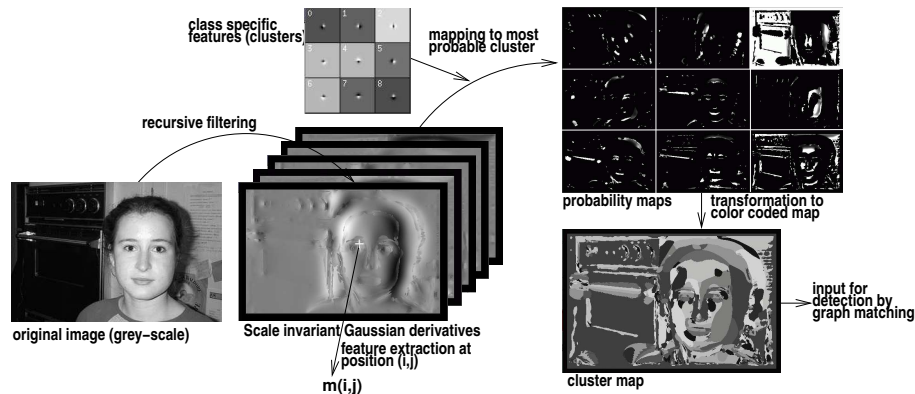 class specific
features (clusters)
0 1 2
3 4 5
6 7 8
mapping to most
probable cluster
recursive filtering
original image (grey-scale)
Scale invariant Gaussian derivatives
feature extraction at
position (i,j)
m(i,j)
probability maps
transformation to
color coded map
cluster map
input for
detection by
graph matching